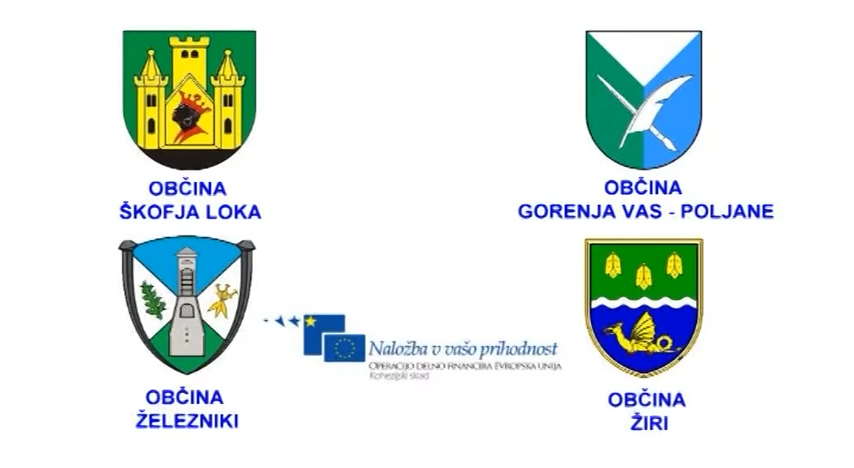 OBČINA
ŠKOFJA LOKA
OBČINA
GORENJA VAS - POLJANE
OBČINA
ŽELEZNIKI
Naložba v vašo prihodnost
OPERACIJO DELNO FINANCIRA EVROPSKA UNIJA
Kohezijski sklad
OBČINA
ŽIRI